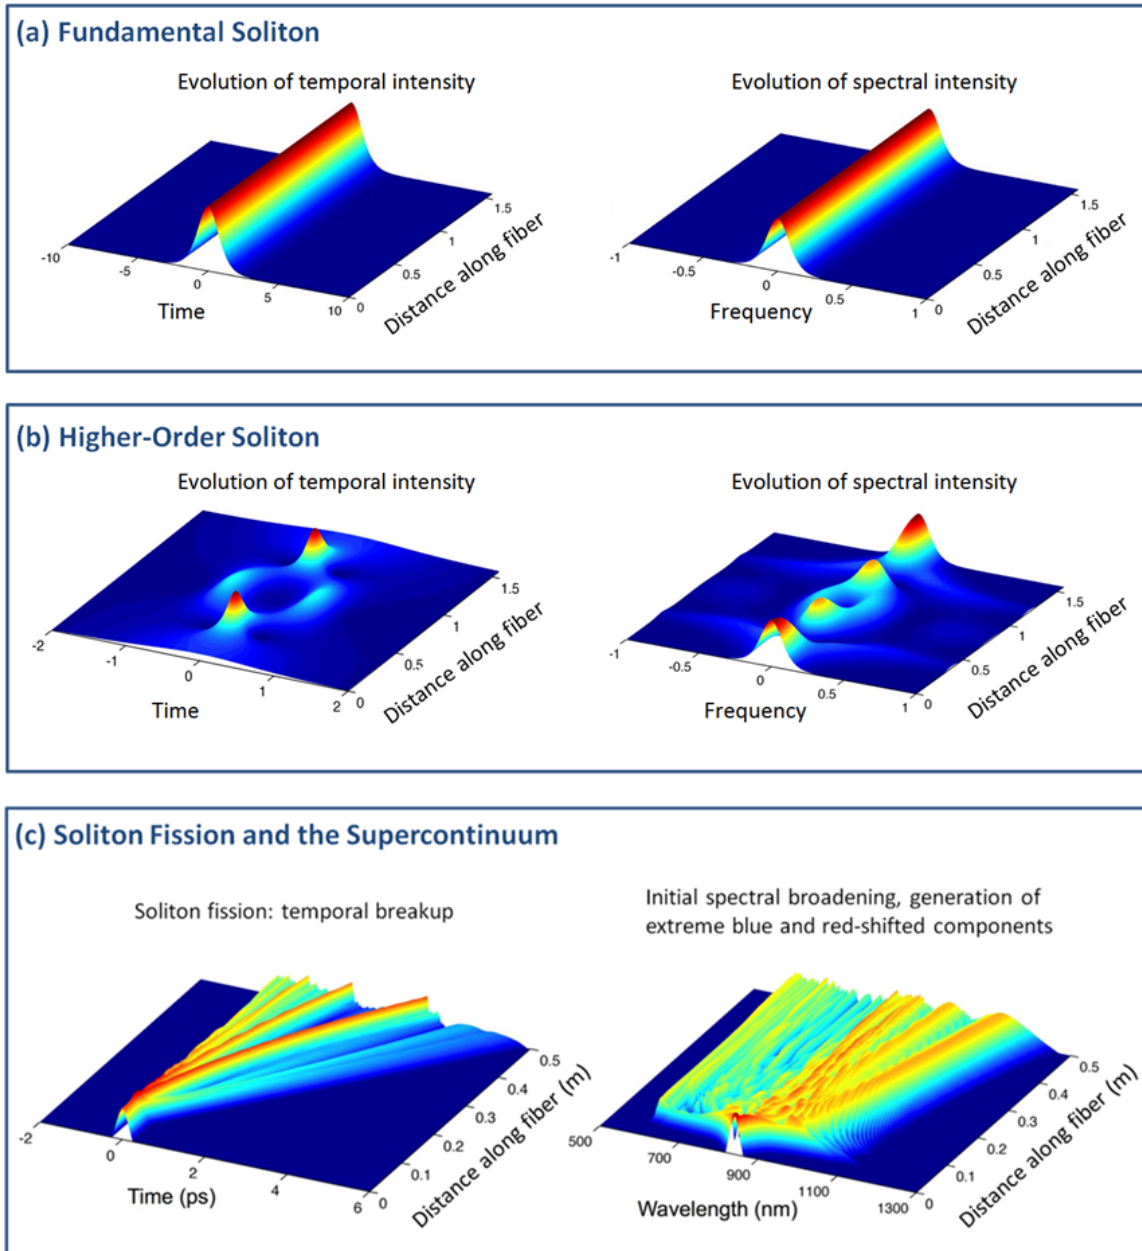 (a) Fundamental Soliton
Evolution of temporal intensity
Evolution of spectral intensity
-10
-5
0
5
10
0
0.5
1
1.5
Time
Distance along fiber
-1
-0.5
0
0.5
1
0
0.5
1
1.5
Frequency
Distance along fiber
(b) Higher-Order Soliton
Evolution of temporal intensity
Evolution of spectral intensity
-2
-1
0
1
2
0
0.5
1
1.5
Time
Distance along fiber
-1
-0.5
0
0.5
1
0
0.5
1
1.5
Frequency
Distance along fiber
(c) Soliton Fission and the Supercontinuum
Soliton fission: temporal breakup
Initial spectral broadening, generation of
extreme blue and red-shifted components
-2
0
2
4
6
0
0.1
0.2
0.3
0.4
0.5
Time (ps)
Distance along fiber (m)
500
700
900
1100
1300
0
0.1
0.2
0.3
0.4
0.5
Wavelength (nm)
Distance along fiber (m)